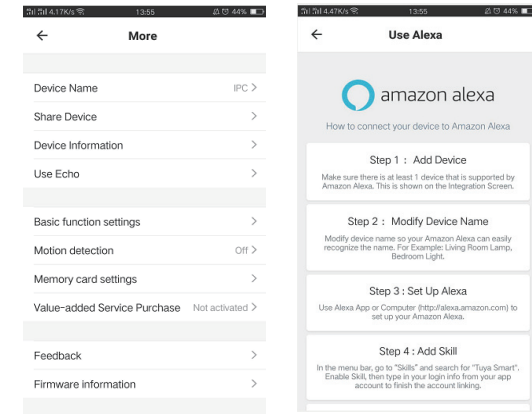 4.17K/s 13:55 44%
More
Device Name IPC >
Share Device >
Device Information >
Use Echo >
Basic function settings >
Motion detection Off >
Memory card settings >
Value-added Service Purchase Not activated >
Feedback >
Firmware information >
4.47K/s 13:55 44%
Use Alexa
amazon alexa
How to connect your device to Amazon Alexa
Step 1 : Add Device
Make sure there is at least 1 device that is supported by
Amazon Alexa. This is shown on the Integration Screen.
Step 2 : Modify Device Name
Modify device name so your Amazon Alexa can easily
recognize the name. For Example: Living Room Lamp,
Bedroom Light.
Step 3 : Set Up Alexa
Use Alexa App or Computer (http://alexa.amazon.com) to
set up your Amazon Alexa.
Step 4 : Add Skill
In the menu bar, go to "Skills" and search for "Tuya Smart".
Enable Skill, then type in your login info from your app
account to finish the account linking.